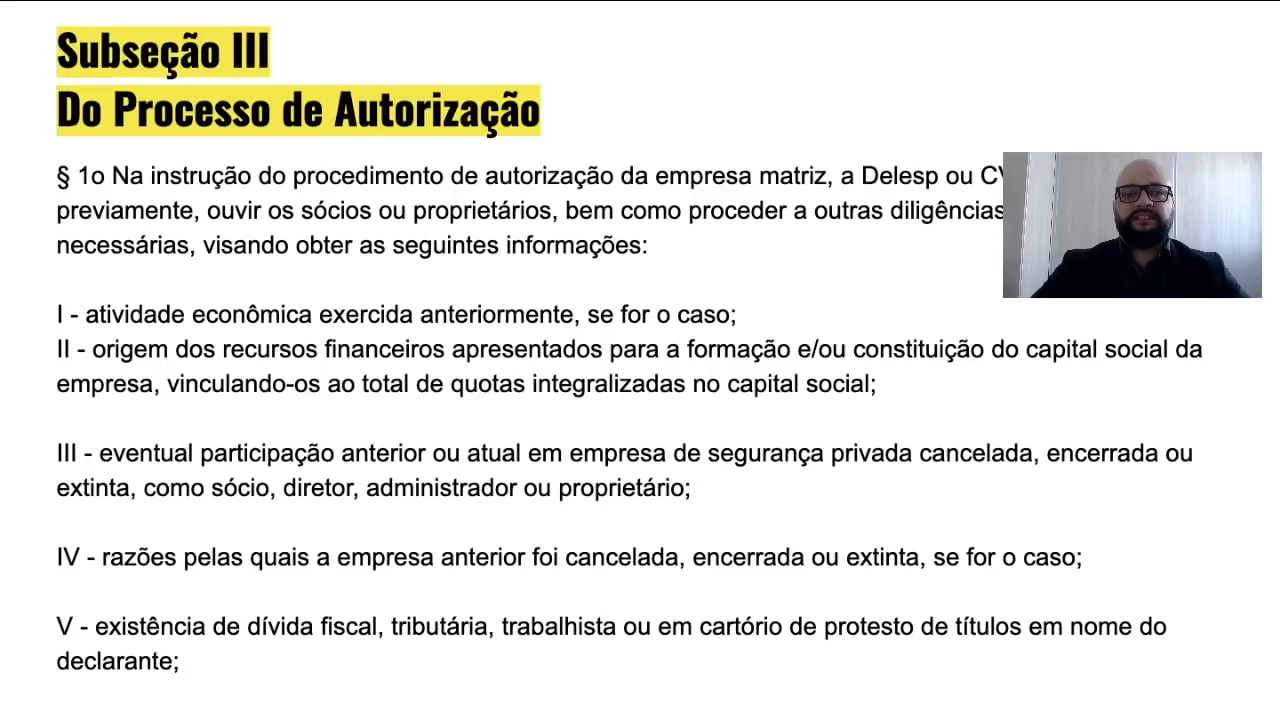 Subseção III
Do Processo de Autorização
§ 1o Na instrução do procedimento de autorização da empresa matriz, a Delesp ou
previamente, ouvir os sócios ou proprietários, bem como proceder a outras diligências
necessárias, visando obter as seguintes informações:
I - atividade econômica exercida anteriormente, se for o caso;
II - origem dos recursos financeiros apresentados para a formação e/ou constituição do capital social da
empresa, vinculando-os ao total de quotas integralizadas no capital social;
III - eventual participação anterior ou atual em empresa de segurança privada cancelada, encerrada ou
extinta, como sócio, diretor, administrador ou proprietário;
IV - razões pelas quais a empresa anterior foi cancelada, encerrada ou extinta, se for o caso;
V - existência de dívida fiscal, tributária, trabalhista ou em cartório de protesto de títulos em nome do
declarante;